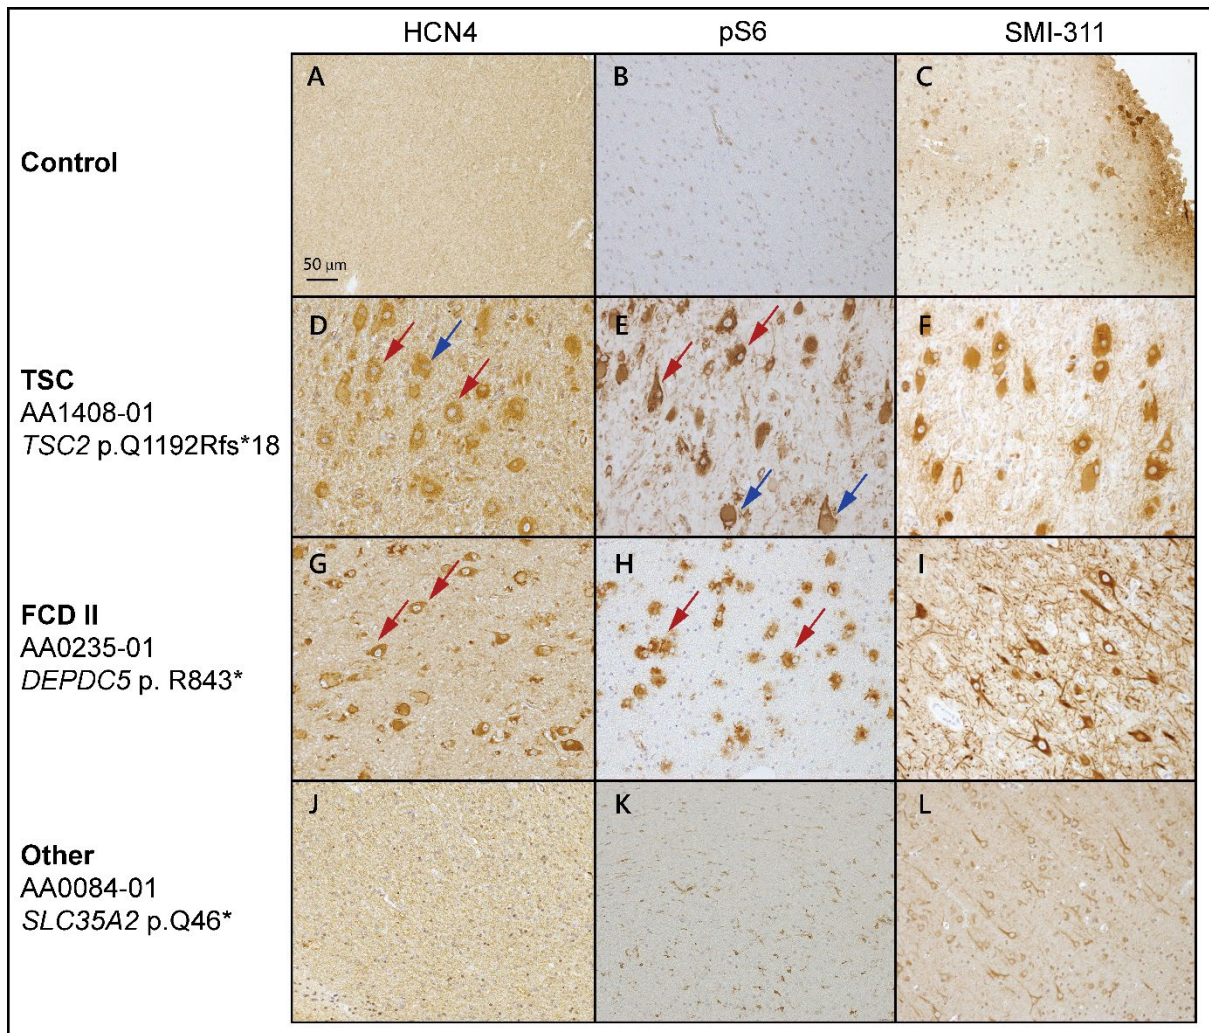 HCN4 pS6 SMI-311
A B C
Control
50 µm
D E F
TSC
AA1408-01
TSC2 p.Q1192Rfs*18
G H I
FCD II
AA0235-01
DEPDC5 p. R843*
J K L
Other
AA0084-01
SLC35A2 p.Q46*